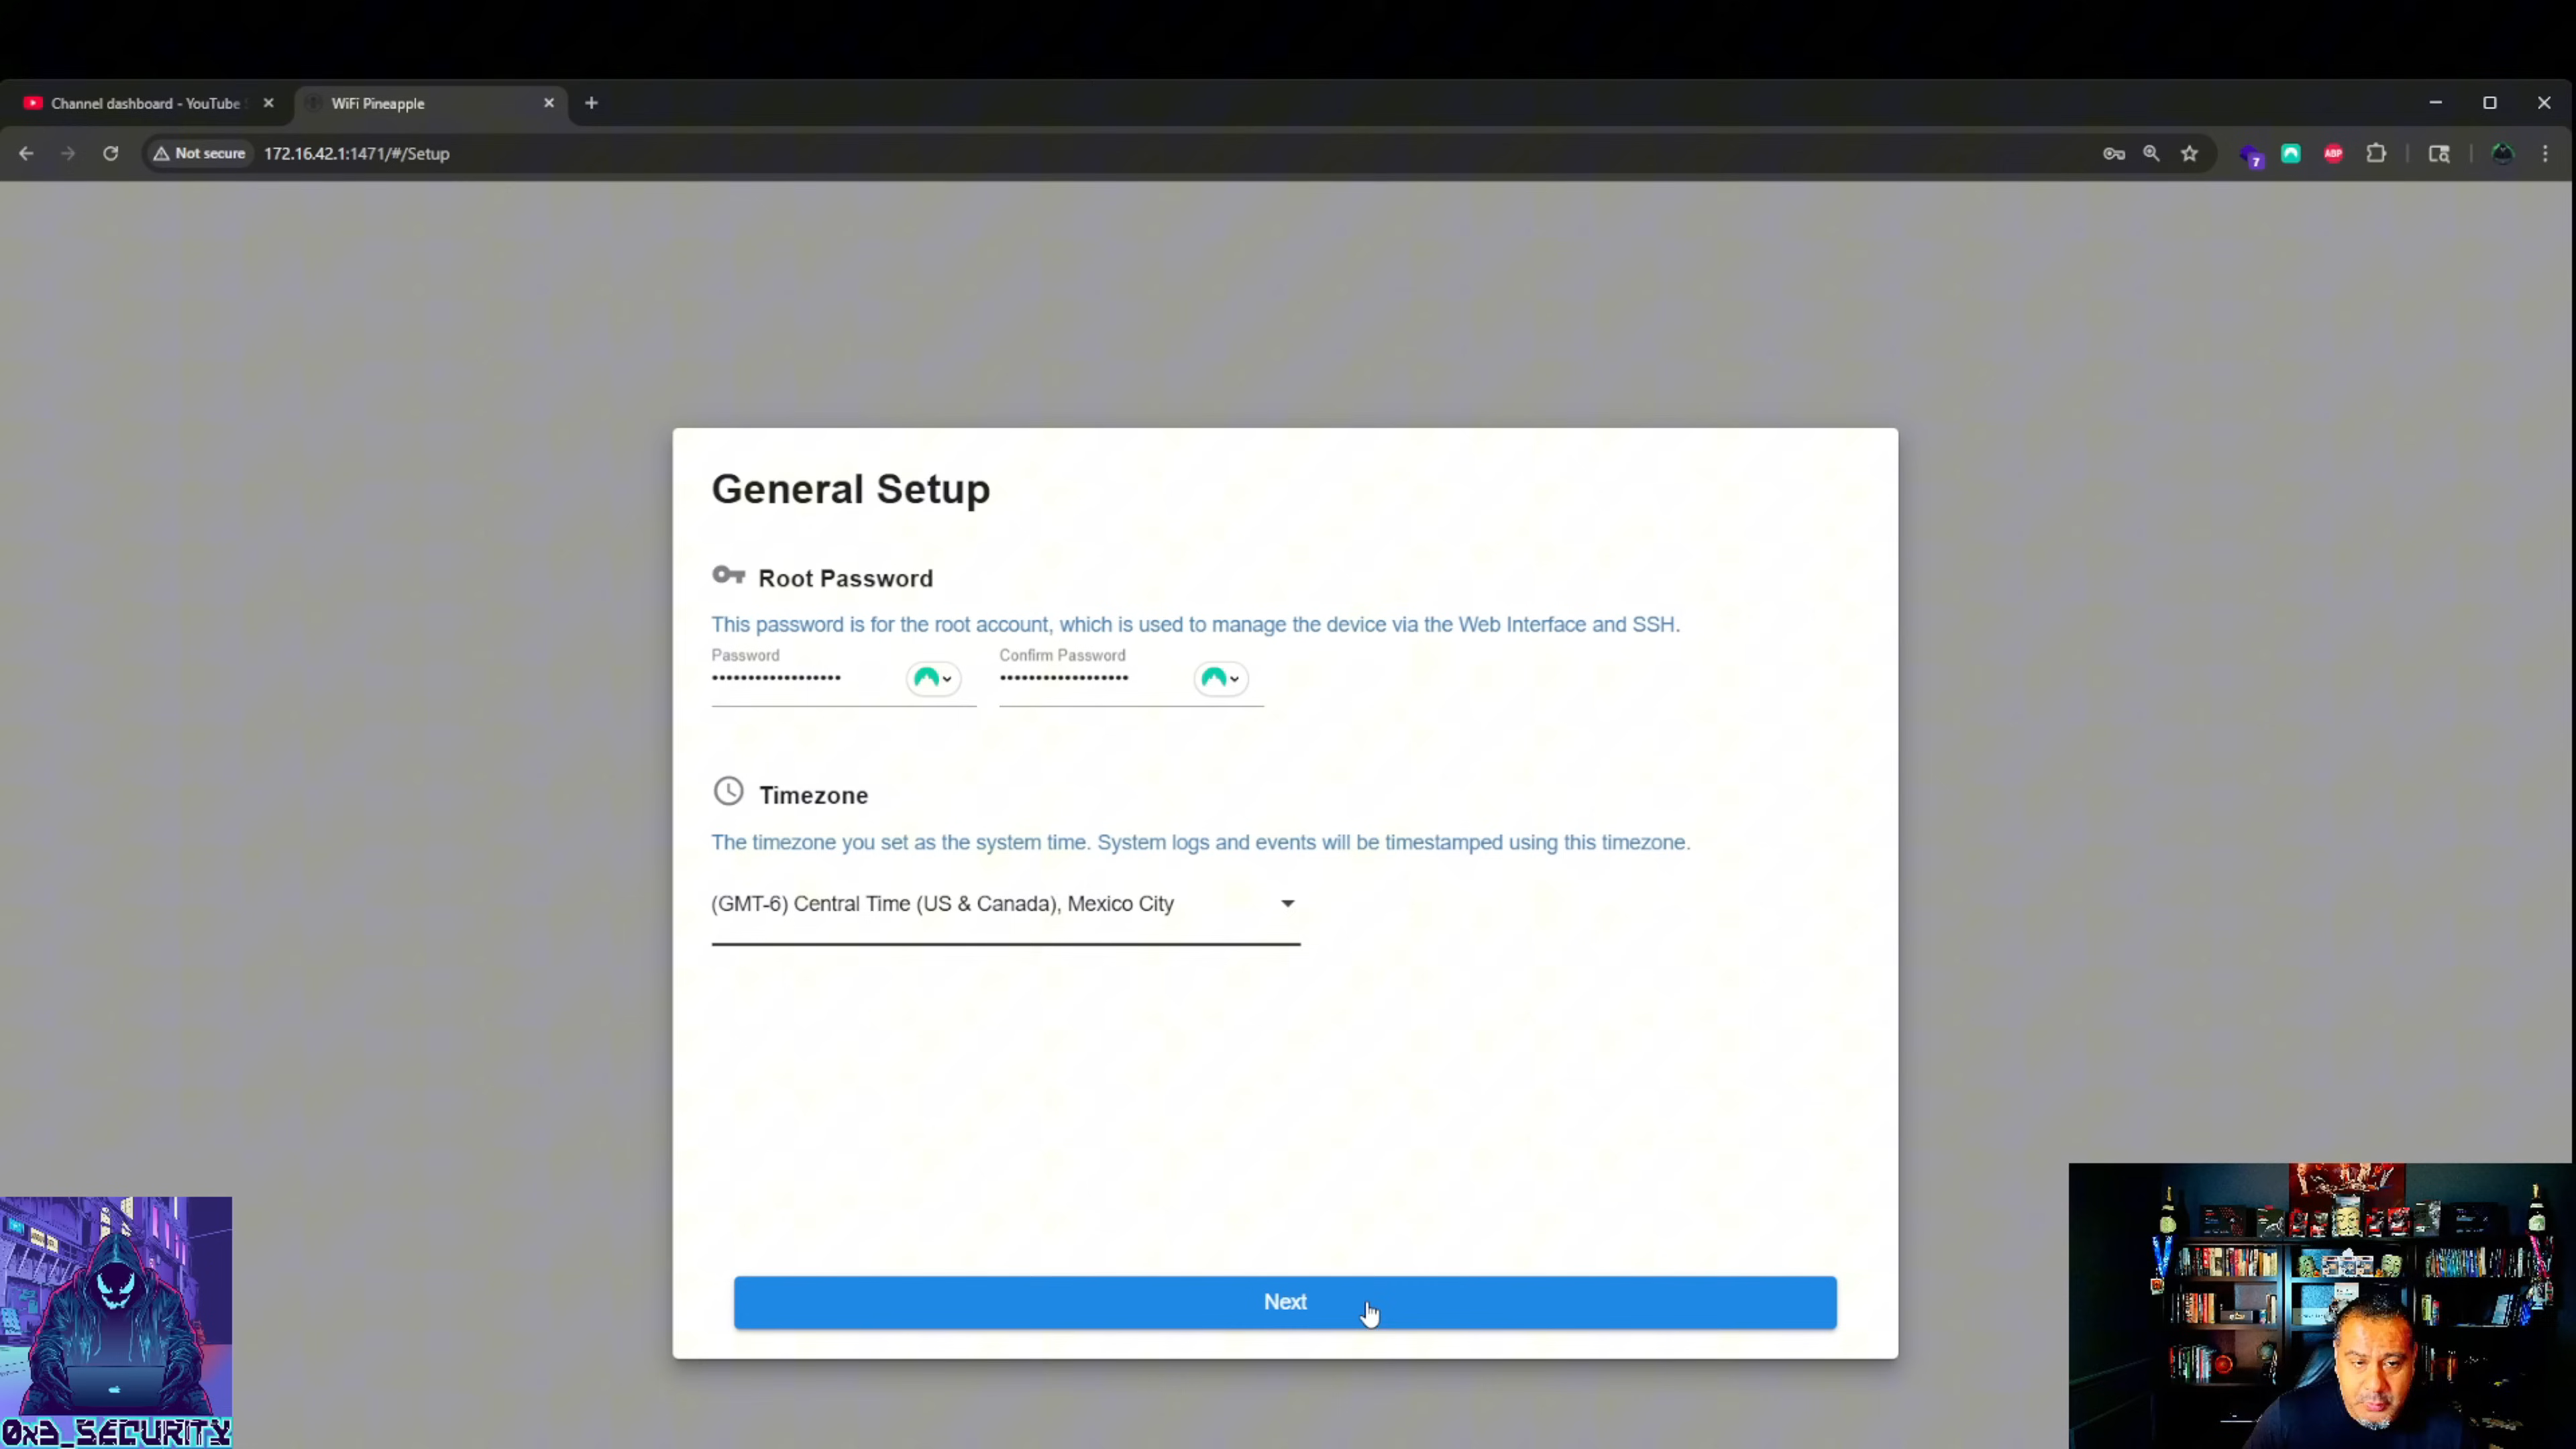 Channel dashboard - YouTube
WiFi Pineapple
Not secure
172.16.42.1:1471/#/Setup
7
ABP
General Setup
Root Password
This password is for the root account, which is used to manage the device via the Web Interface and SSH.
Password
Confirm Password
•••••••••••••••••• ••••••••••••••••••
Timezone
The timezone you set as the system time. System logs and events will be timestamped using this timezone.
(GMT-6) Central Time (US & Canada), Mexico City
Next
0x3_SECURITY